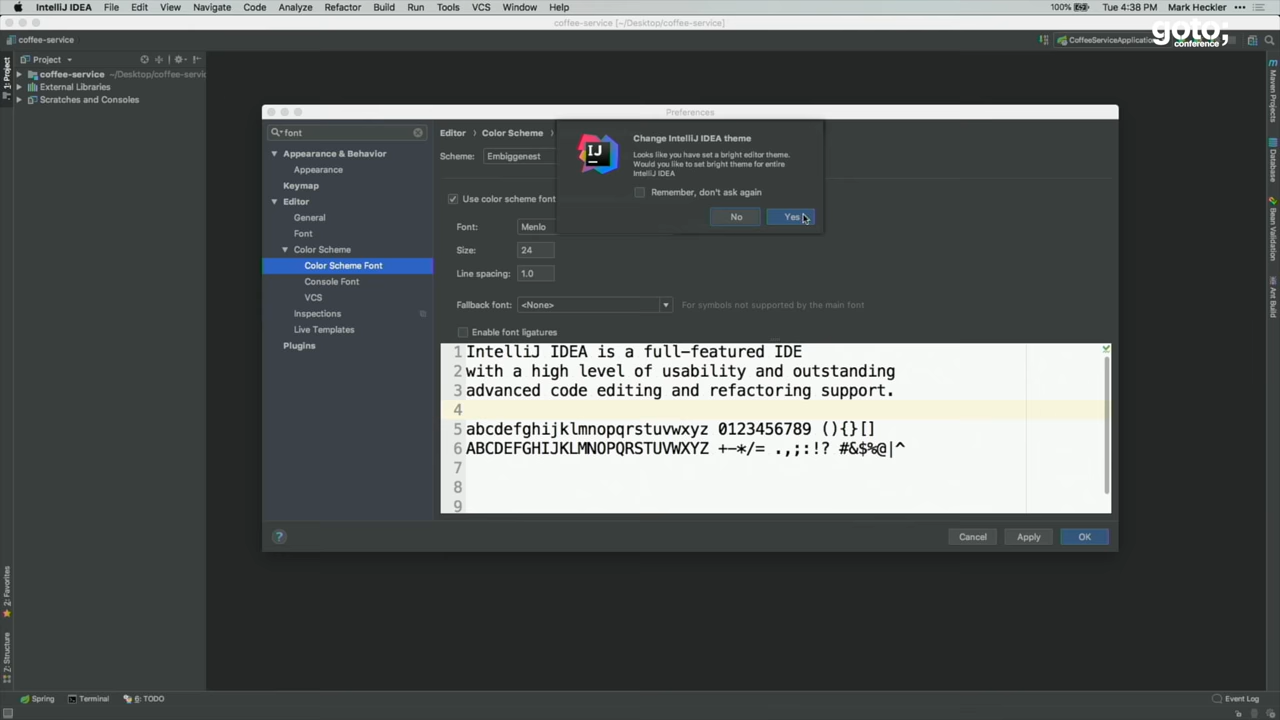 IntelliJ IDEA File Edit View Navigate Code Analyze Refactor Build Run Tools VCS Window Help 100% Tue 4:38 PM Mark Heckler
coffee-service [~/Desktop/coffee-service]
coffee-service CoffeeServiceApplication
goto;
conference
Project
coffee-service ~/Desktop/coffee-servic
External Libraries
Scratches and Consoles
1: Project
2: Favorites
2: Structure
Maven Projects
Database
Bean Validation
Ant Build
Preferences
font
Appearance & Behavior
Appearance
Keymap
Editor
General
Font
Color Scheme
Color Scheme Font
Console Font
VCS
Inspections
Live Templates
Plugins
Editor › Color Scheme ›
Scheme: Embiggenest
Use color scheme font
Font: Menlo
Size: 24
Line spacing: 1.0
Fallback font: <None> For symbols not supported by the main font
Enable font ligatures
Change IntelliJ IDEA theme
Looks like you have set a bright editor theme.
Would you like to set bright theme for entire
IntelliJ IDEA
Remember, don't ask again
No Yes
1 IntelliJ IDEA is a full-featured IDE
2 with a high level of usability and outstanding
3 advanced code editing and refactoring support.
4
5 abcdefghijklmnopqrstuvwxyz 0123456789 (){}[]
6 ABCDEFGHIJKLMNOPQRSTUVWXYZ +-*/= .,;:!? #&$%@|^
7
8
9
? Cancel Apply OK
Spring Terminal 6: TODO Event Log